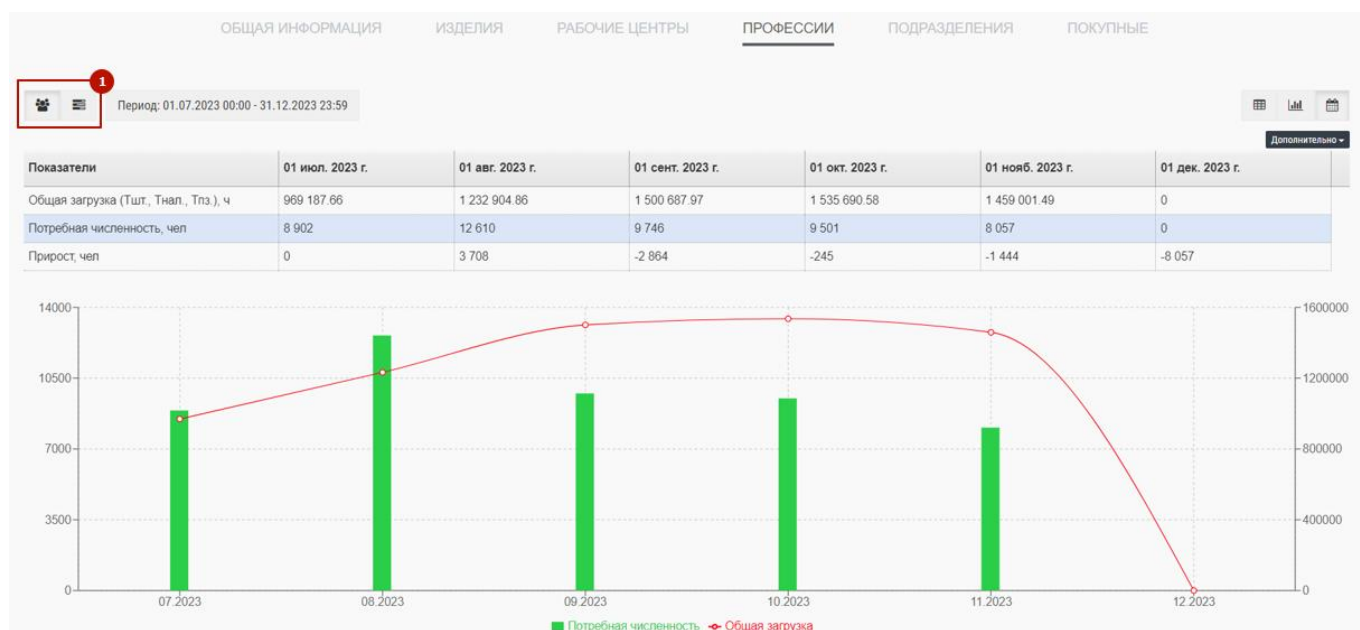 ОБЩАЯ ИНФОРМАЦИЯ ИЗДЕЛИЯ РАБОЧИЕ ЦЕНТРЫ ПРОФЕССИИ ПОДРАЗДЕЛЕНИЯ ПОКУПНЫЕ
1
Период: 01.07.2023 00:00 - 31.12.2023 23:59
Дополнительно
Показатели 01 июл. 2023 г. 01 авг. 2023 г. 01 сент. 2023 г. 01 окт. 2023 г. 01 нояб. 2023 г. 01 дек. 2023 г.
Общая загрузка (Тшт., Тнал., Тпз.), ч 969 187.66 1 232 904.86 1 500 687.97 1 535 690.58 1 459 001.49 0
Потребная численность, чел 8 902 12 610 9 746 9 501 8 057 0
Прирост, чел 0 3 708 -2 864 -245 -1 444 -8 057
14000 1600000
10500 1200000
7000 800000
3500 400000
0 0
07.2023 08.2023 09.2023 10.2023 11.2023 12.2023
Потребная численность Общая загрузка